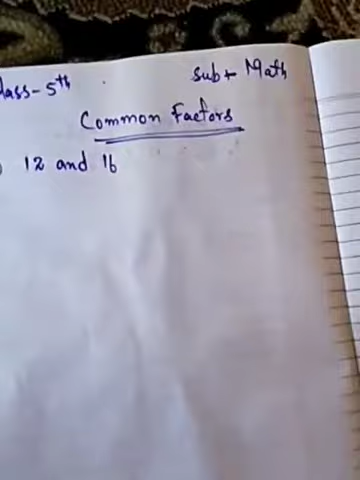 lass-5th
Sub- Math
Common Factors
12 and 16